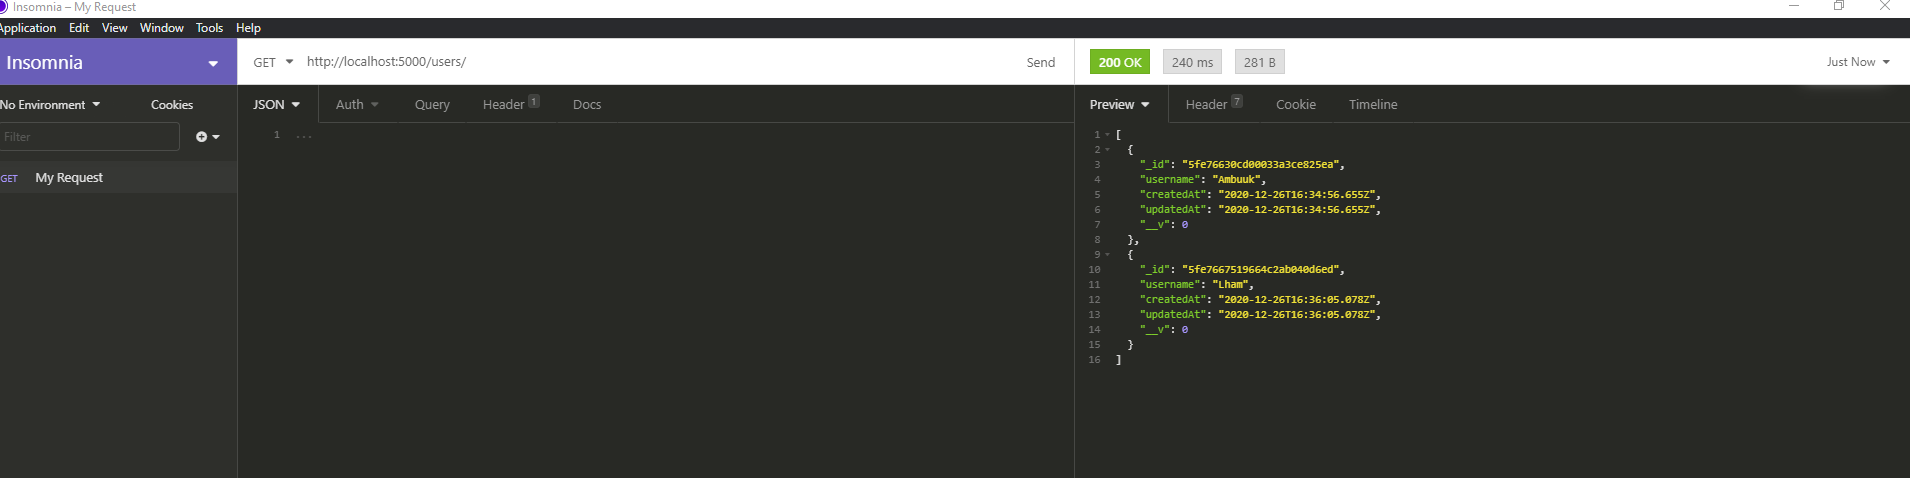 Insomnia – My Request
Application Edit View Window Tools Help
Insomnia
GET http://localhost:5000/users/ Send
200 OK 240 ms 281 B Just Now
No Environment Cookies
JSON Auth Query Header 1 Docs
Preview Header 7 Cookie Timeline
Filter
GET My Request
1 ...
1 [
2 {
3 "_id": "5fe76630cd00033a3ce825ea",
4 "username": "Ambuuk",
5 "createdAt": "2020-12-26T16:34:56.655Z",
6 "updatedAt": "2020-12-26T16:34:56.655Z",
7 "__v": 0
8 },
9 {
10 "_id": "5fe7667519664c2ab040d6ed",
11 "username": "Lham",
12 "createdAt": "2020-12-26T16:36:05.078Z",
13 "updatedAt": "2020-12-26T16:36:05.078Z",
14 "__v": 0
15 }
16 ]